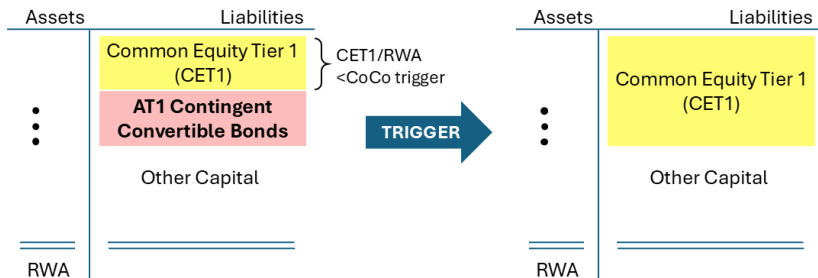 Assets Liabilities
Common Equity Tier 1
(CET1)
CET1/RWA
<CoCo trigger
AT1 Contingent
Convertible Bonds
Other Capital
RWA
TRIGGER
Assets Liabilities
Common Equity Tier 1
(CET1)
Other Capital
RWA